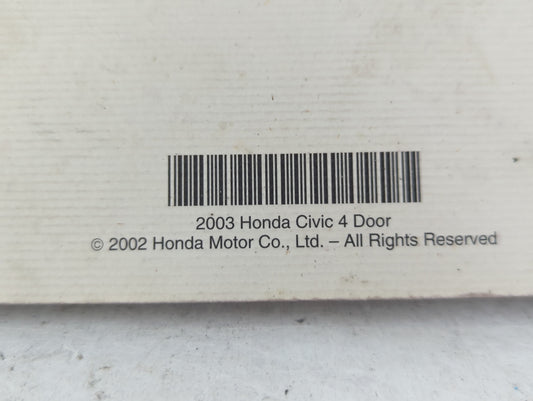 2003 Honda Civic 4 Door
© 2002 Honda Motor Co., Ltd. – All Rights Reserved